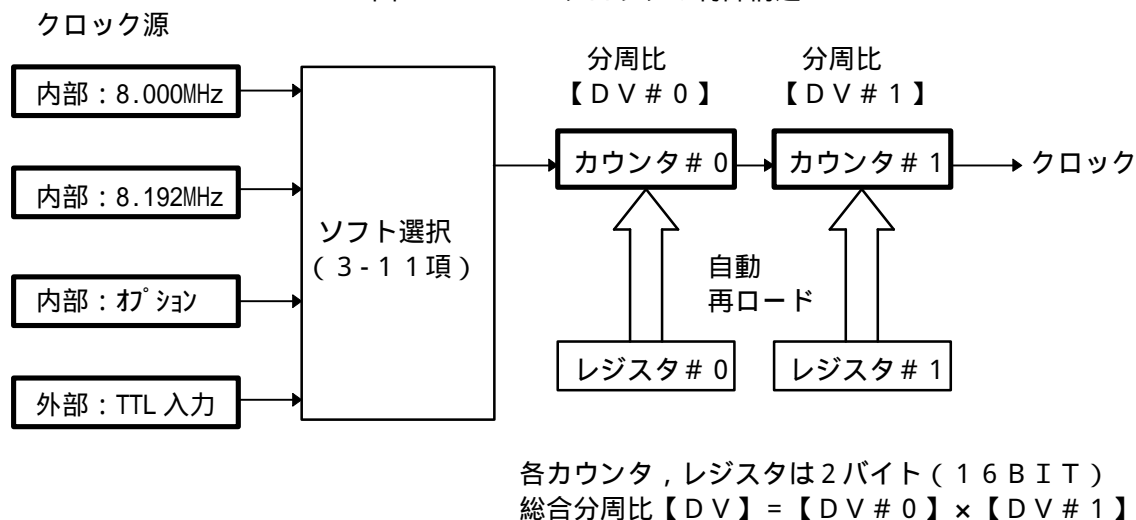 クロック源
内部：8.000MHz
内部：8.192MHz
内部：ｵﾌﾟｼｮﾝ
外部：TTL 入力
ソフト選択
（３-１１項）
分周比
【ＤＶ＃０】
分周比
【ＤＶ＃１】
カウンタ＃０
カウンタ＃１
クロック
自動
再ロード
レジスタ＃０
レジスタ＃１
各カウンタ，レジスタは２バイト（１６ＢＩＴ）
総合分周比【ＤＶ】=【ＤＶ＃０】×【ＤＶ＃１】